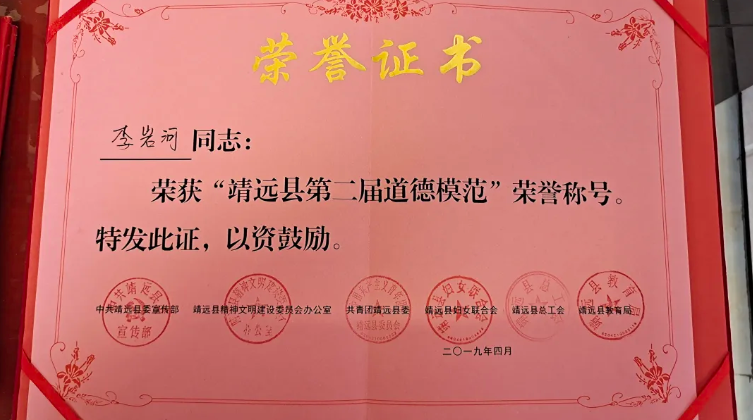 荣誉证书
李岩河同志：
荣获“靖远县第二届道德模范”荣誉称号。
特发此证，以资鼓励。
中共靖远县委宣传部 靖远县精神文明建设委员会办公室 共青团靖远县委 靖远县妇女联合会 靖远县总工会 靖远县教育局
二〇一九年四月